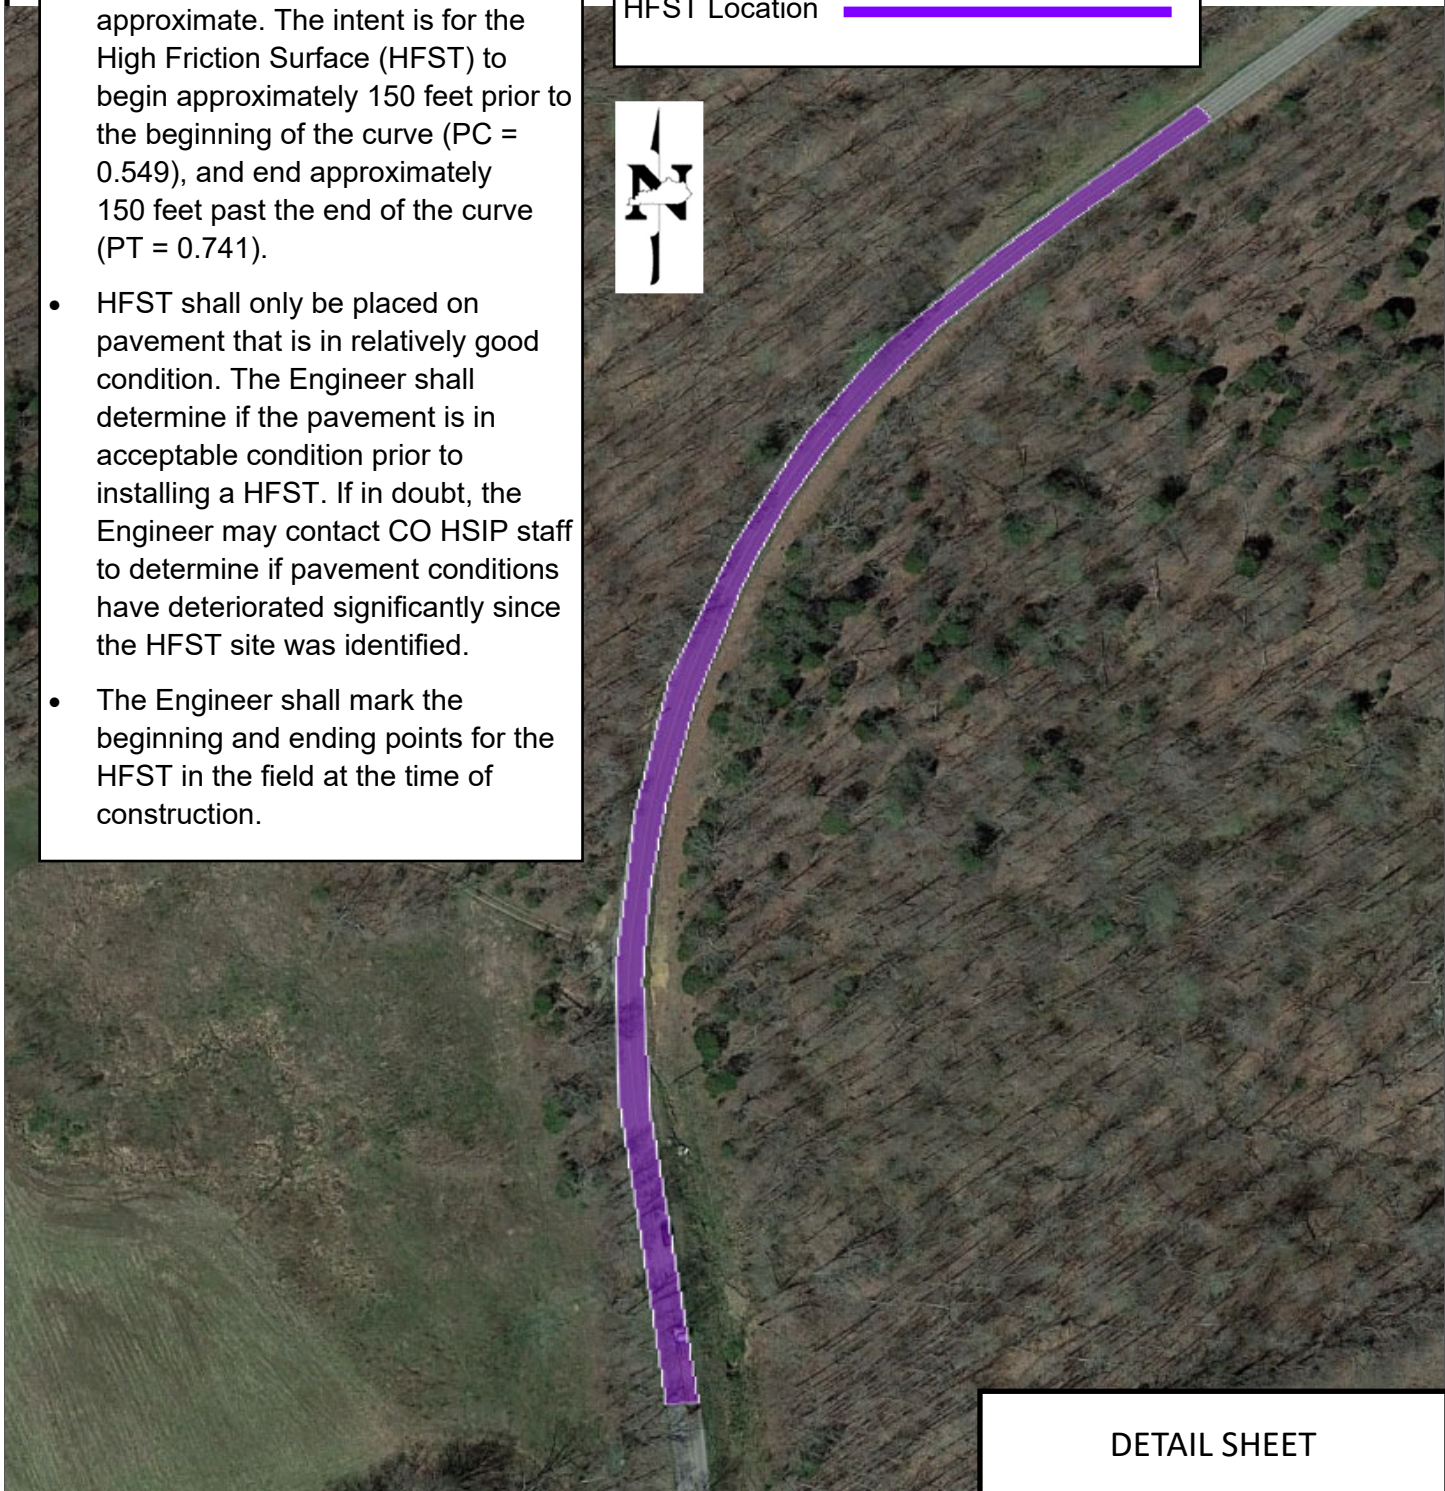 approximate. The intent is for the
High Friction Surface (HFST) to
begin approximately 150 feet prior to
the beginning of the curve (PC =
0.549), and end approximately
150 feet past the end of the curve
(PT = 0.741).
• HFST shall only be placed on
pavement that is in relatively good
condition. The Engineer shall
determine if the pavement is in
acceptable condition prior to
installing a HFST. If in doubt, the
Engineer may contact CO HSIP staff
to determine if pavement conditions
have deteriorated significantly since
the HFST site was identified.
• The Engineer shall mark the
beginning and ending points for the
HFST in the field at the time of
construction.
HFST Location
N
DETAIL SHEET